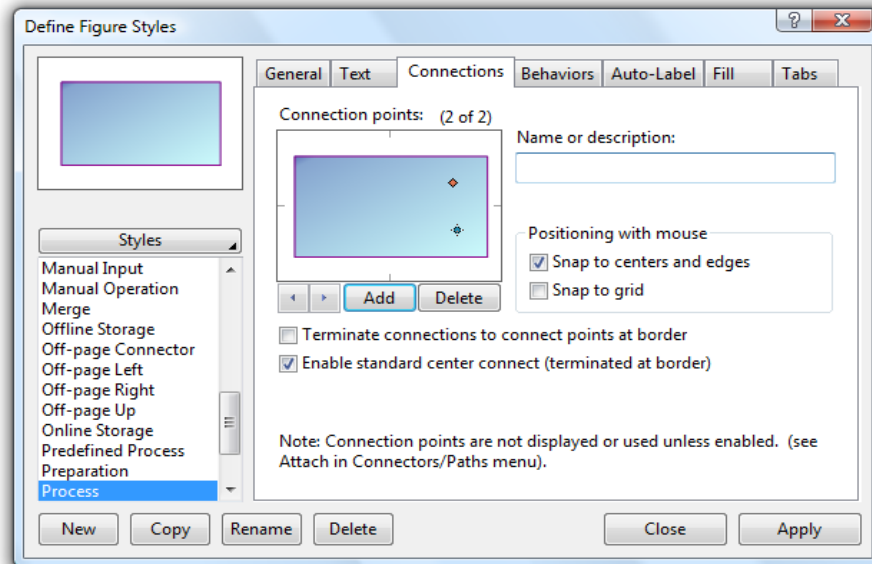 Define Figure Styles
General Text Connections Behaviors Auto-Label Fill Tabs
Connection points: (2 of 2)
Name or description:
Styles
Manual Input
Manual Operation
Merge
Offline Storage
Off-page Connector
Off-page Left
Off-page Right
Off-page Up
Online Storage
Predefined Process
Preparation
Process
Add Delete
Positioning with mouse
Snap to centers and edges
Snap to grid
Terminate connections to connect points at border
Enable standard center connect (terminated at border)
Note: Connection points are not displayed or used unless enabled. (see
Attach in Connectors/Paths menu).
New Copy Rename Delete Close Apply